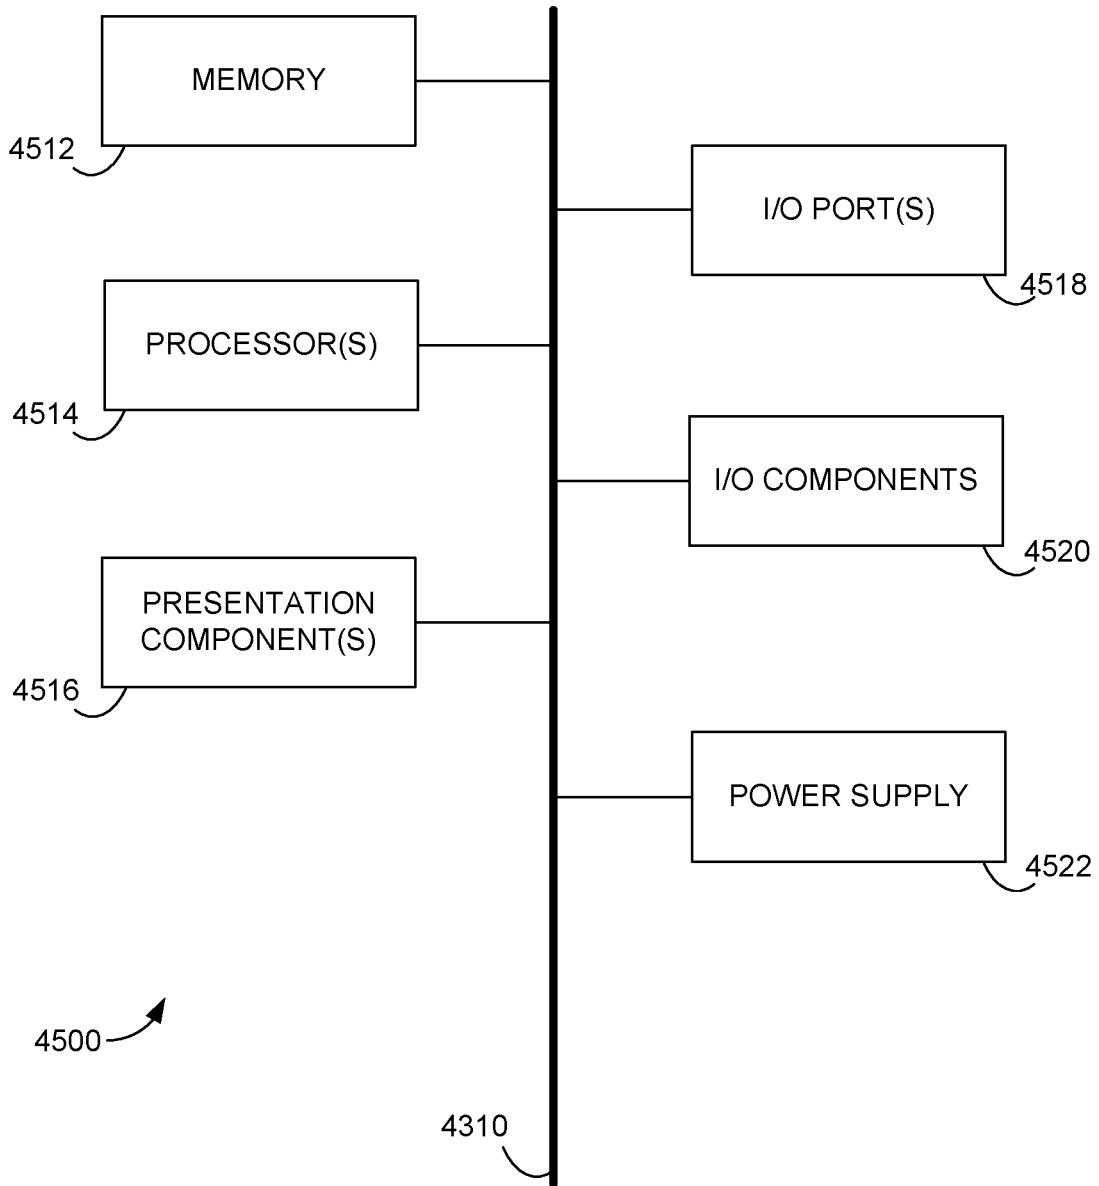 MEMORY
4512
I/O PORT(S)
4518
PROCESSOR(S)
4514
I/O COMPONENTS
4520
PRESENTATION
COMPONENT(S)
4516
POWER SUPPLY
4522
4500
4310